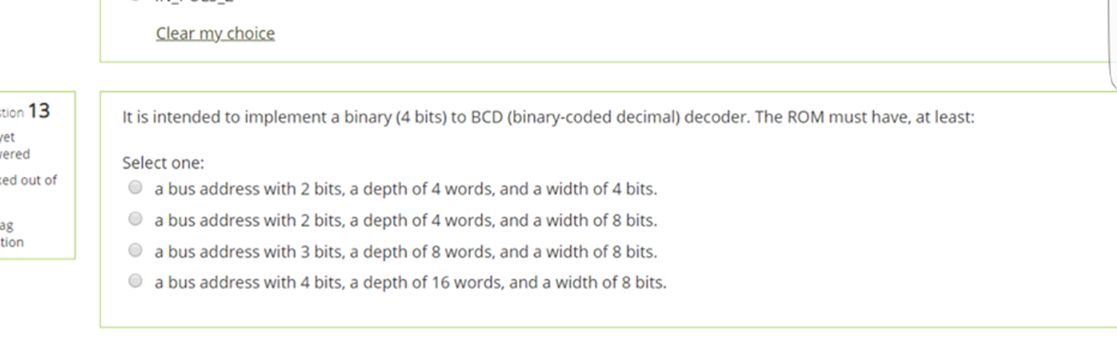 Clear my choice
tion 13
yet
ered
ed out of
ag
tion
It is intended to implement a binary (4 bits) to BCD (binary-coded decimal) decoder. The ROM must have, at least:
Select one:
a bus address with 2 bits, a depth of 4 words, and a width of 4 bits.
a bus address with 2 bits, a depth of 4 words, and a width of 8 bits.
a bus address with 3 bits, a depth of 8 words, and a width of 8 bits.
a bus address with 4 bits, a depth of 16 words, and a width of 8 bits.